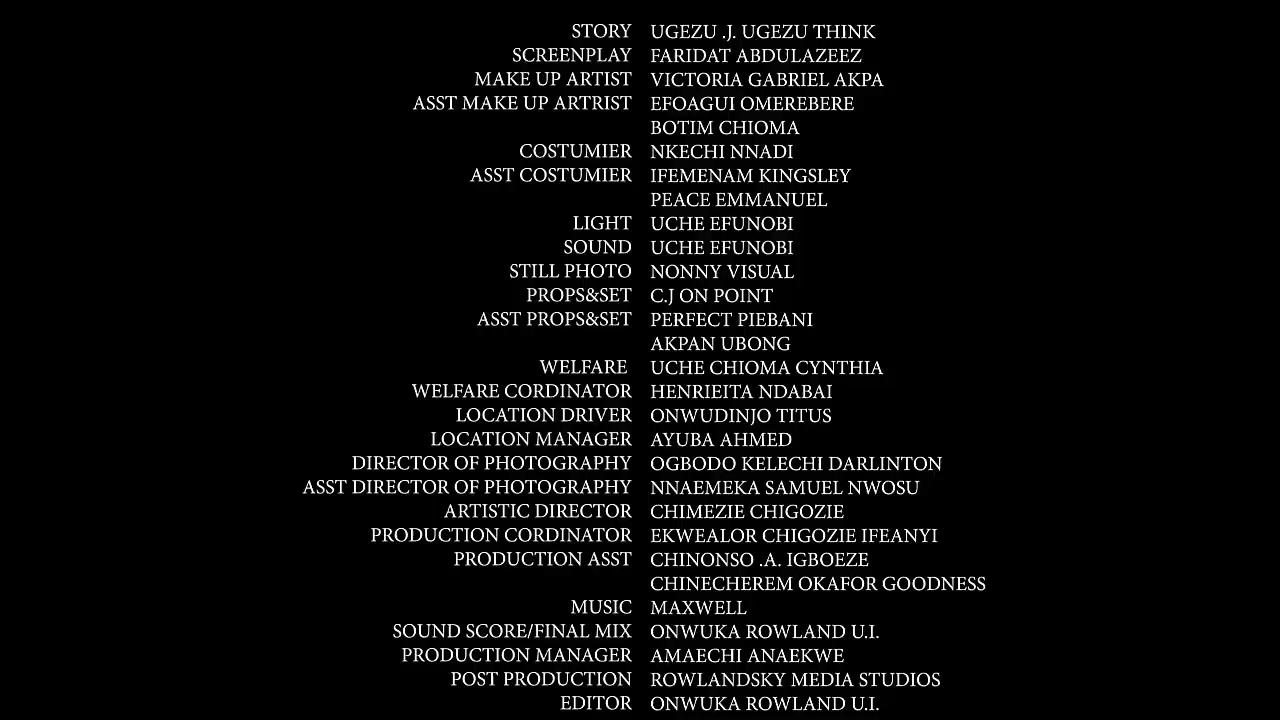 STORY UGEZU .J. UGEZU THINK
SCREENPLAY FARIDAT ABDULAZEEZ
MAKE UP ARTIST VICTORIA GABRIEL AKPA
ASST MAKE UP ARTRIST EFOAGUI OMEREBERE
BOTIM CHIOMA
COSTUMIER NKECHI NNADI
ASST COSTUMIER IFEMENAM KINGSLEY
PEACE EMMANUEL
LIGHT UCHE EFUNOBI
SOUND UCHE EFUNOBI
STILL PHOTO NONNY VISUAL
PROPS&SET C.J ON POINT
ASST PROPS&SET PERFECT PIEBANI
AKPAN UBONG
WELFARE UCHE CHIOMA CYNTHIA
WELFARE CORDINATOR HENRIEITA NDABAI
LOCATION DRIVER ONWUDINJO TITUS
LOCATION MANAGER AYUBA AHMED
DIRECTOR OF PHOTOGRAPHY OGBODO KELECHI DARLINTON
ASST DIRECTOR OF PHOTOGRAPHY NNAEMEKA SAMUEL NWOSU
ARTISTIC DIRECTOR CHIMEZIE CHIGOZIE
PRODUCTION CORDINATOR EKWEALOR CHIGOZIE IFEANYI
PRODUCTION ASST CHINONSO .A. IGBOEZE
CHINECHEREM OKAFOR GOODNESS
MUSIC MAXWELL
SOUND SCORE/FINAL MIX ONWUKA ROWLAND U.I.
PRODUCTION MANAGER AMAECHI ANAEKWE
POST PRODUCTION ROWLANDSKY MEDIA STUDIOS
EDITOR ONWUKA ROWLAND U.I.